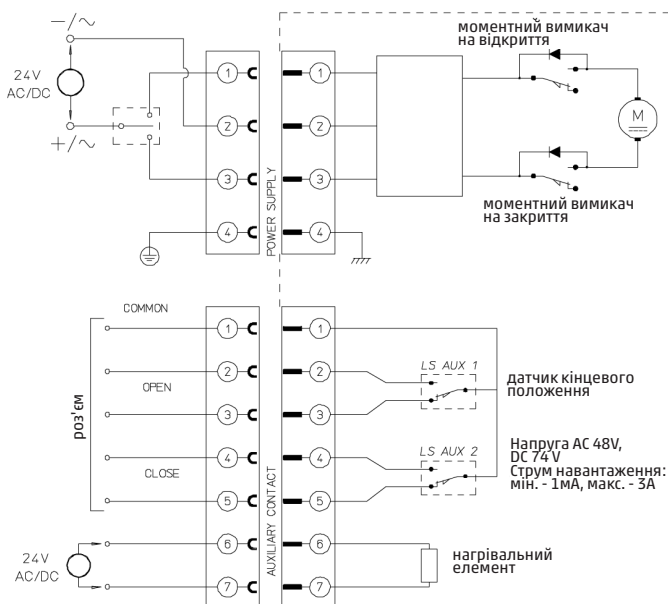 моментний вимикач
на відкриття
−/∼
24V
AC/DC
+/∼
1
2
3
4
POWER SUPPLY
1
2
3
4
M
моментний вимикач
на закриття
COMMON
OPEN
CLOSE
роз'єм
24V
AC/DC
1
2
3
4
5
6
7
AUXILIARY CONTACT
1
2
3
4
5
6
7
LS AUX 1
датчик кінцевого
положення
LS AUX 2
Напруга AC 48V,
DC 74 V
Струм навантаження:
мін. - 1мА, макс. - 3А
нагрівальний
елемент